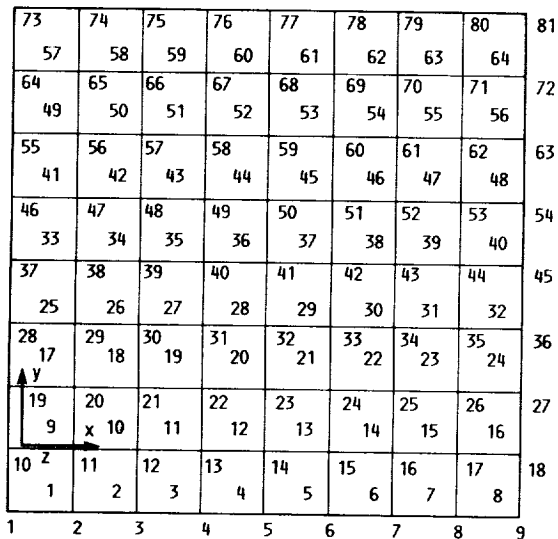 73 74 75 76 77 78 79 80 81
57 58 59 60 61 62 63 64
64 65 66 67 68 69 70 71 72
49 50 51 52 53 54 55 56
55 56 57 58 59 60 61 62 63
41 42 43 44 45 46 47 48
46 47 48 49 50 51 52 53 54
33 34 35 36 37 38 39 40
37 38 39 40 41 42 43 44 45
25 26 27 28 29 30 31 32
28 29 30 31 32 33 34 35 36
17 18 19 20 21 22 23 24
y
19 20 21 22 23 24 25 26 27
9 x 10 11 12 13 14 15 16
z
10 11 12 13 14 15 16 17 18
1 2 3 4 5 6 7 8
1 2 3 4 5 6 7 8 9